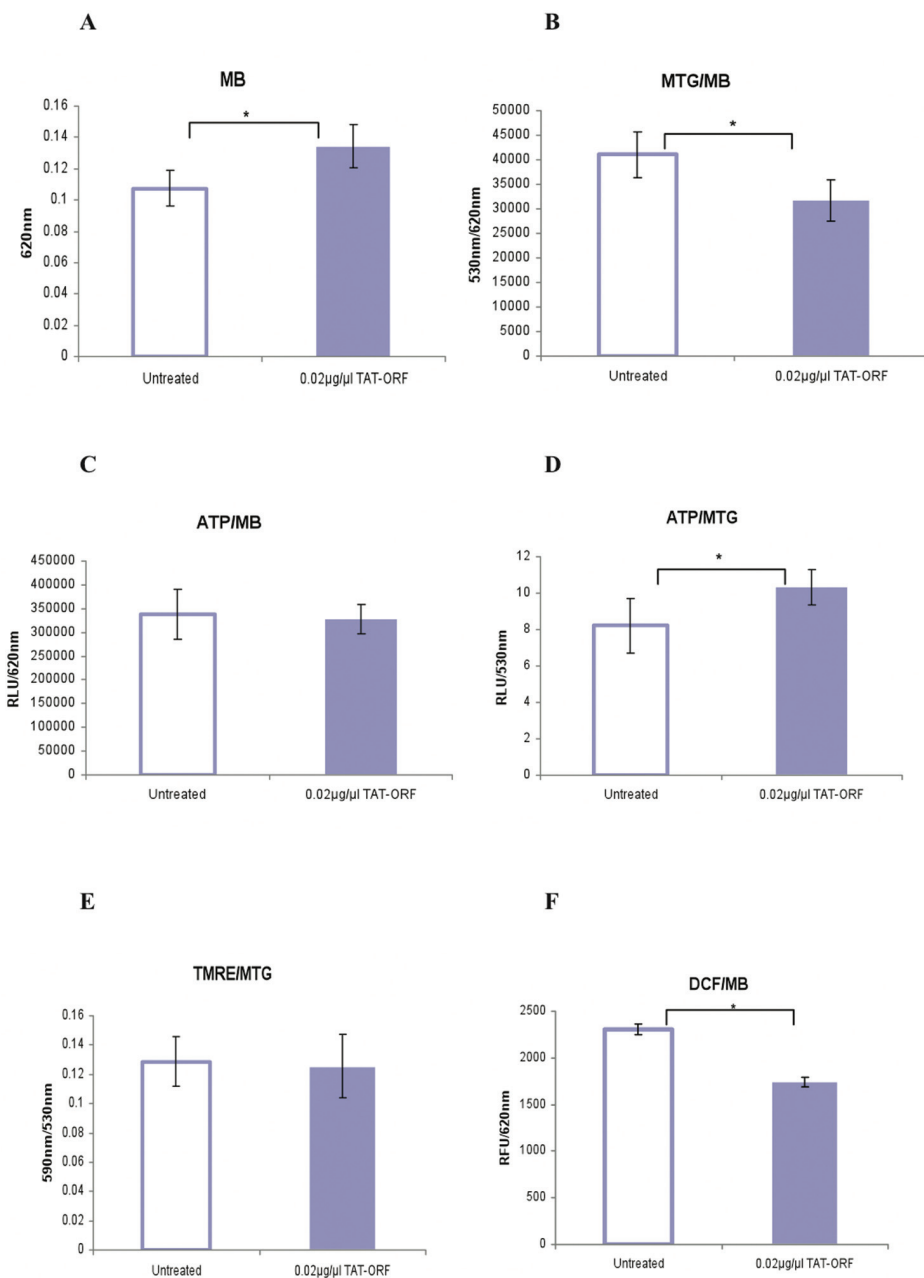 A
MB
*
0.16
0.14
0.12
0.1
0.08
0.06
0.04
0.02
0
620nm
Untreated
0.02µg/µl TAT-ORF
B
MTG/MB
*
50000
45000
40000
35000
30000
25000
20000
15000
10000
5000
0
530nm/620nm
Untreated
0.02µg/µl TAT-ORF
C
ATP/MB
450000
400000
350000
300000
250000
200000
150000
100000
50000
0
RLU/620nm
Untreated
0.02µg/µl TAT-ORF
D
ATP/MTG
*
12
10
8
6
4
2
0
RLU/530nm
Untreated
0.02µg/µl TAT-ORF
E
TMRE/MTG
0.16
0.14
0.12
0.1
0.08
0.06
0.04
0.02
0
590nm/530nm
Untreated
0.02µg/µl TAT-ORF
F
DCF/MB
*
2500
2000
1500
1000
500
0
RFU/620nm
Untreated
0.02µg/µl TAT-ORF